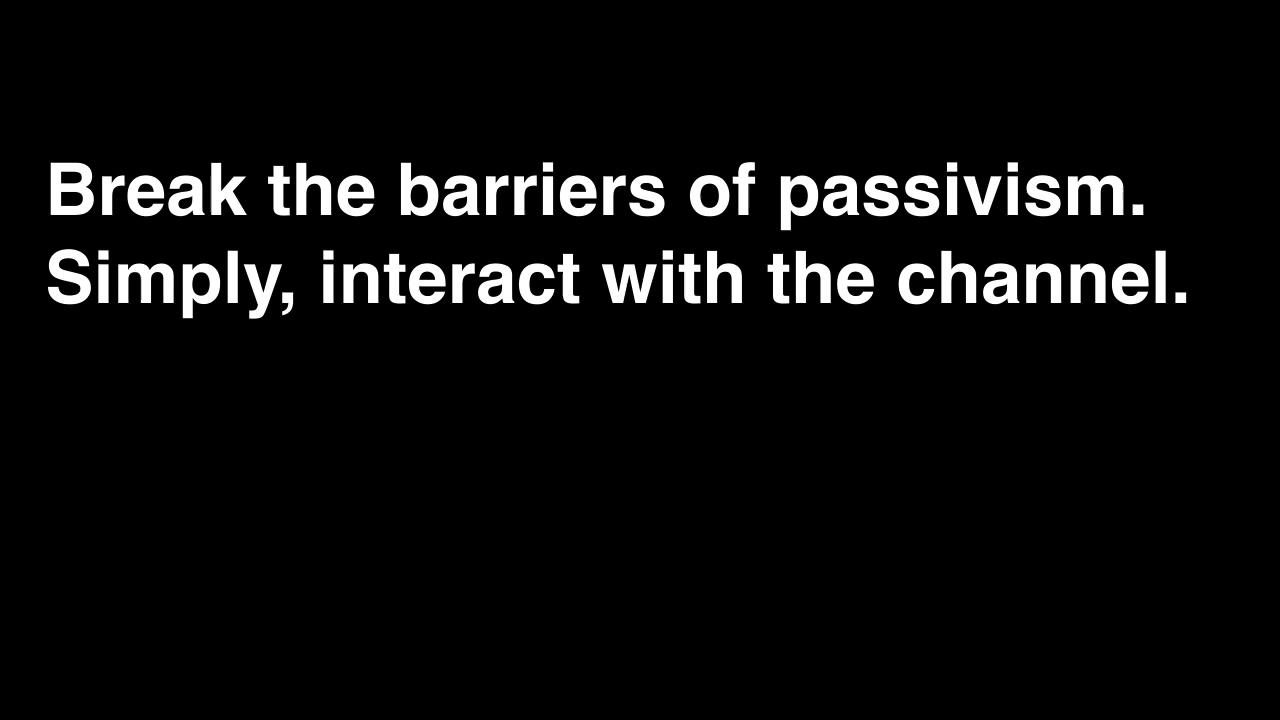 Break the barriers of passivism.
Simply, interact with the channel.